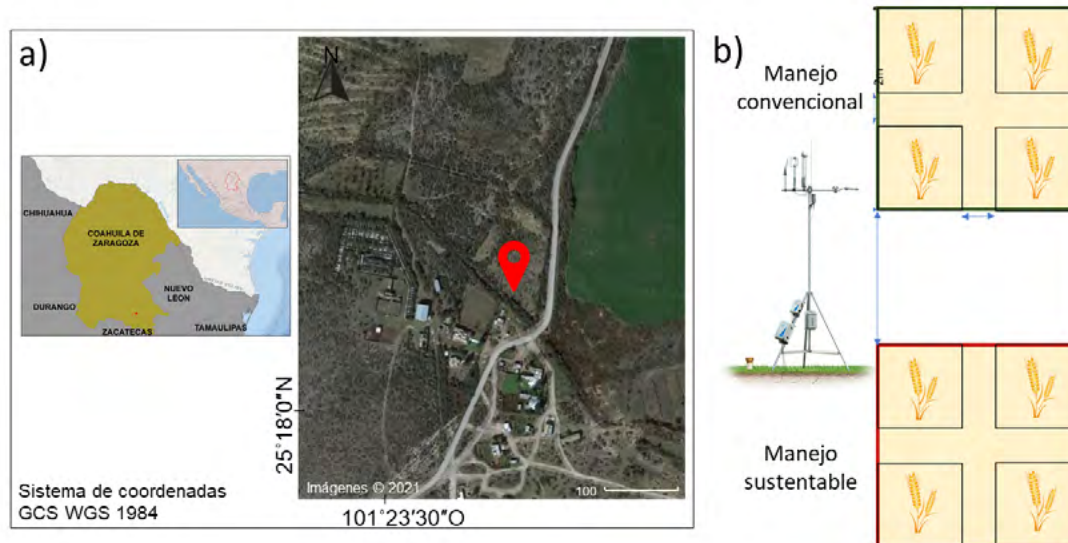 a)
N
CHIHUAHUA
COAHUILA DE
ZARAGOZA
NUEVO
LEON
DURANGO
ZACATECAS
TAMAULIPAS
25°18′0″N
Imágenes © 2021
100
101°23′30″O
Sistema de coordenadas
GCS WGS 1984
b)
Manejo
convencional
2m
Manejo
sustentable